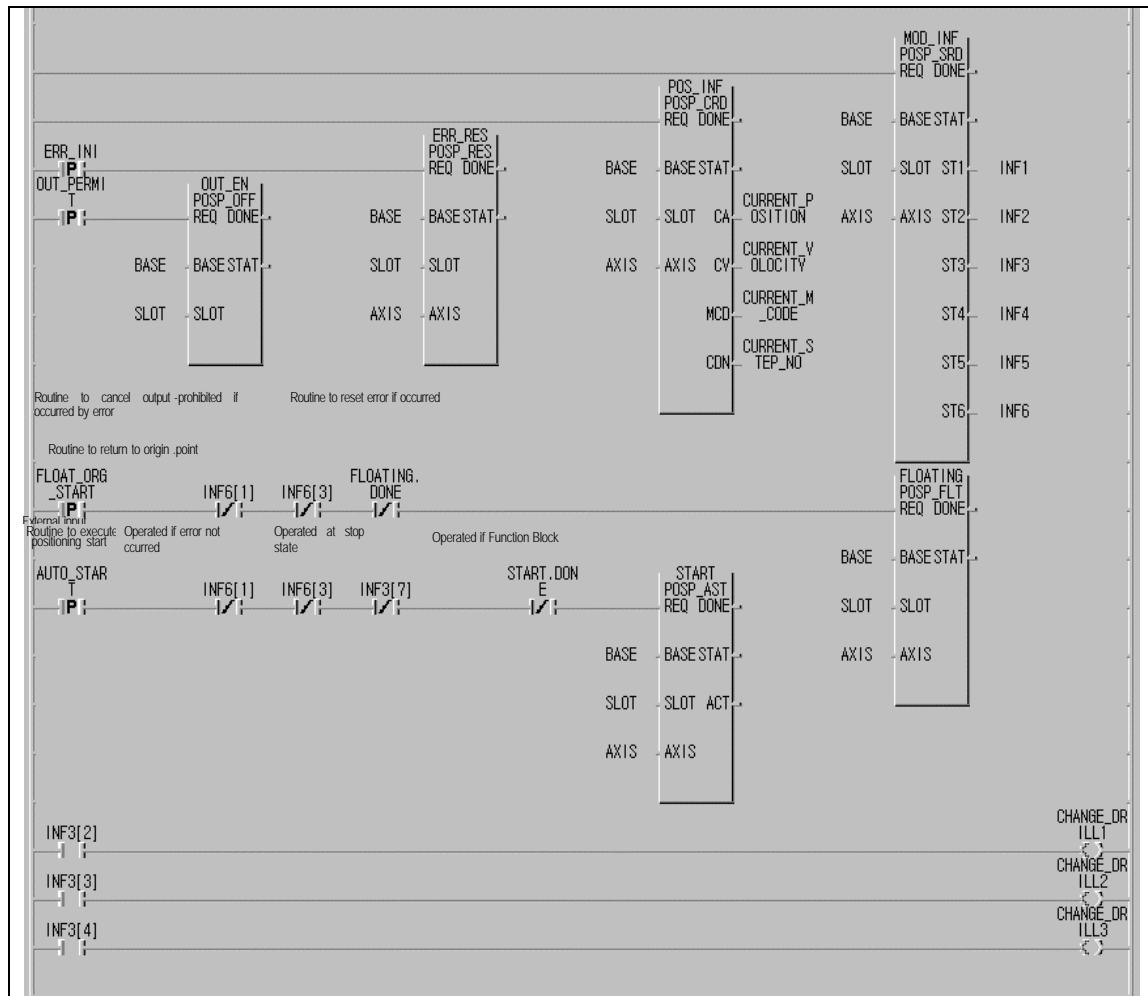 MOD_INF
POSP_SRD
REQ DONE
POS_INF
POSP_CRD
REQ DONE
BASE BASE STAT
ERR_RES
POSP_RES
REQ DONE
ERR_INI
P
BASE BASE STAT
SLOT SLOT ST1 INF1
OUT_PERMI
T
P
OUT_EN
POSP_OFF
REQ DONE
BASE BASE STAT
SLOT SLOT CA CURRENT_P
OSITION
AXIS AXIS ST2 INF2
BASE BASE STAT
SLOT SLOT
AXIS AXIS CV CURRENT_V
OLOCITY
ST3 INF3
SLOT SLOT
AXIS AXIS
MCD CURRENT_M
_CODE
ST4 INF4
CDN CURRENT_S
TEP_NO
ST5 INF5
ST6 INF6
Routine to cancel output -prohibited if
occurred by error
Routine to reset error if occurred
Routine to return to origin .point
FLOAT_ORG
_START
P
INF6[1]
INF6[3]
FLOATING.
DONE
FLOATING
POSP_FLT
REQ DONE
External input
Routine to execute
positioning start
Operated if error not
ccurred
Operated at stop
state
Operated if Function Block
BASE BASE STAT
AUTO_STAR
T
P
INF6[1]
INF6[3]
INF3[7]
START.DON
E
START
POSP_AST
REQ DONE
SLOT SLOT
BASE BASE STAT
AXIS AXIS
SLOT SLOT ACT
AXIS AXIS
INF3[2]
CHANGE_DR
ILL1
INF3[3]
CHANGE_DR
ILL2
INF3[4]
CHANGE_DR
ILL3